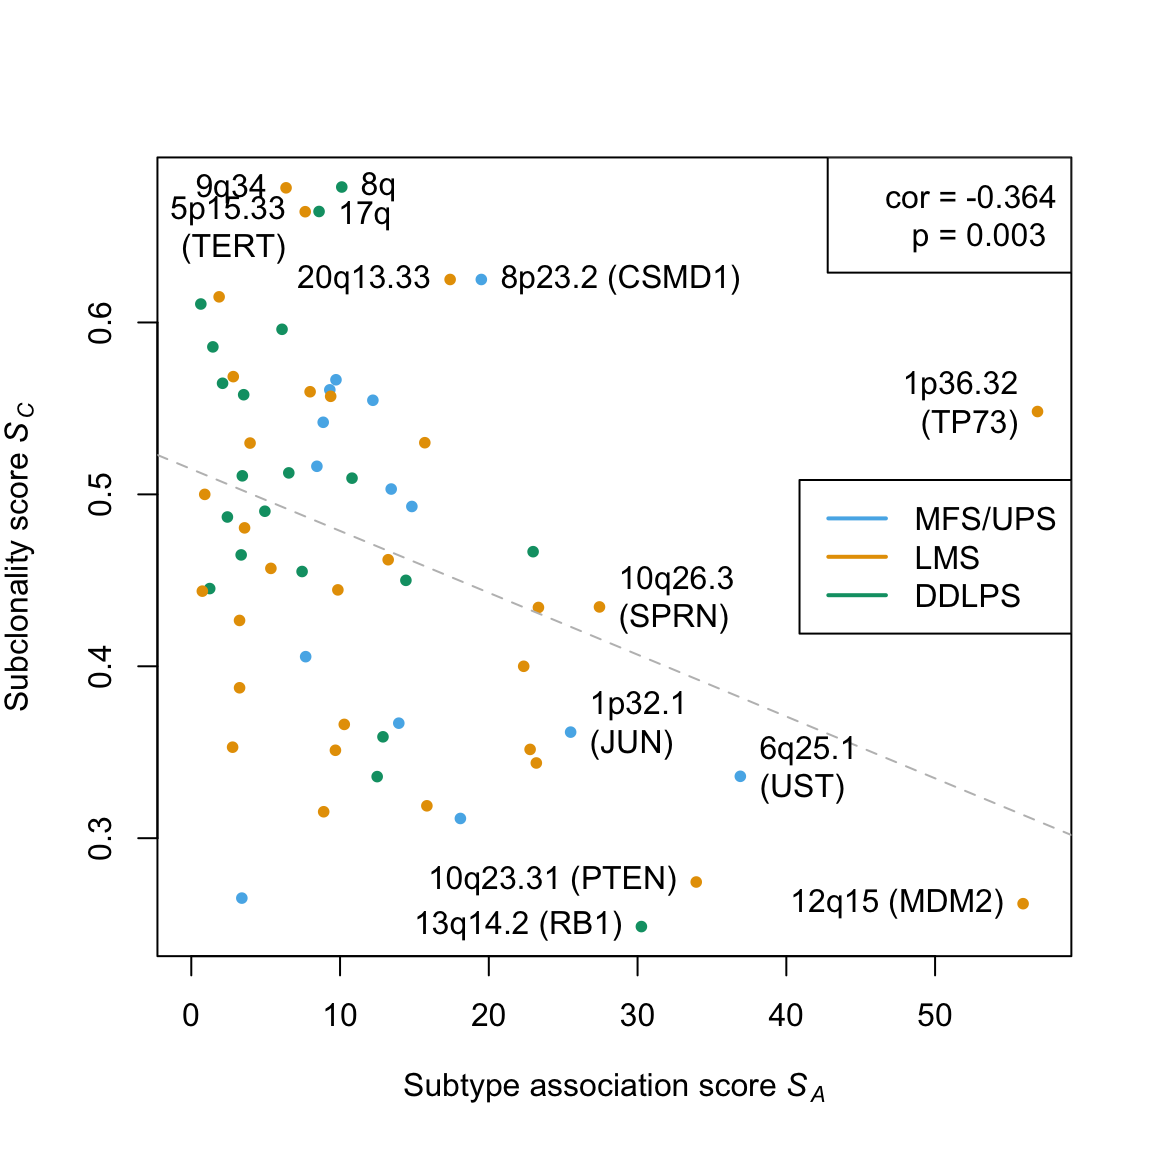 9q34
8q
5p15.33
(TERT)
17q
cor = -0.364
p = 0.003
20q13.33
8p23.2 (CSMD1)
1p36.32
(TP73)
MFS/UPS
LMS
DDLPS
10q26.3
(SPRN)
1p32.1
(JUN)
6q25.1
(UST)
10q23.31 (PTEN)
12q15 (MDM2)
13q14.2 (RB1)
0.6
0.5
0.4
0.3
Subclonality score S_C
0 10 20 30 40 50
Subtype association score S_A